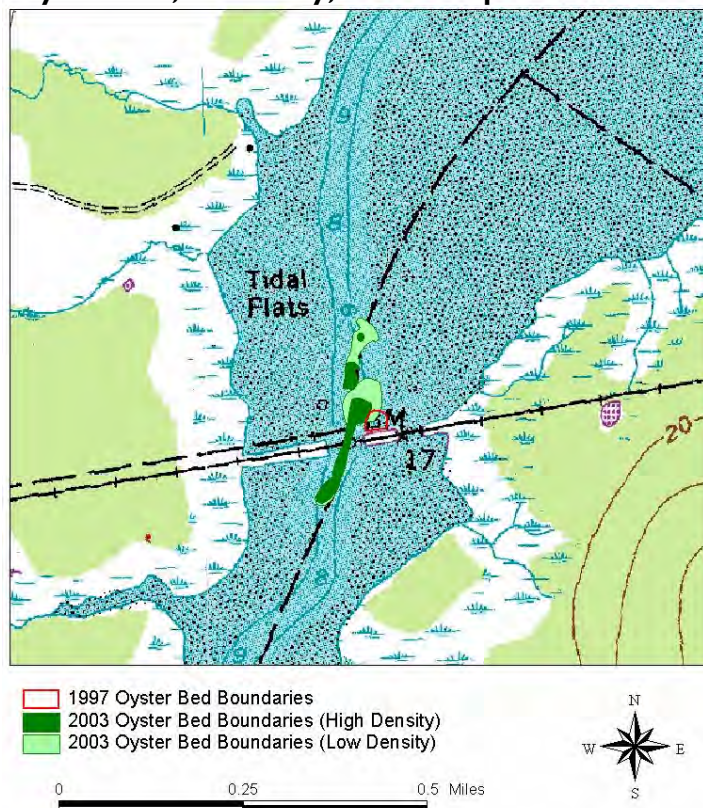 Tidal
Flats
17
20
1997 Oyster Bed Boundaries
2003 Oyster Bed Boundaries (High Density)
2003 Oyster Bed Boundaries (Low Density)
N
W E
S
0 0.25 0.5 Miles